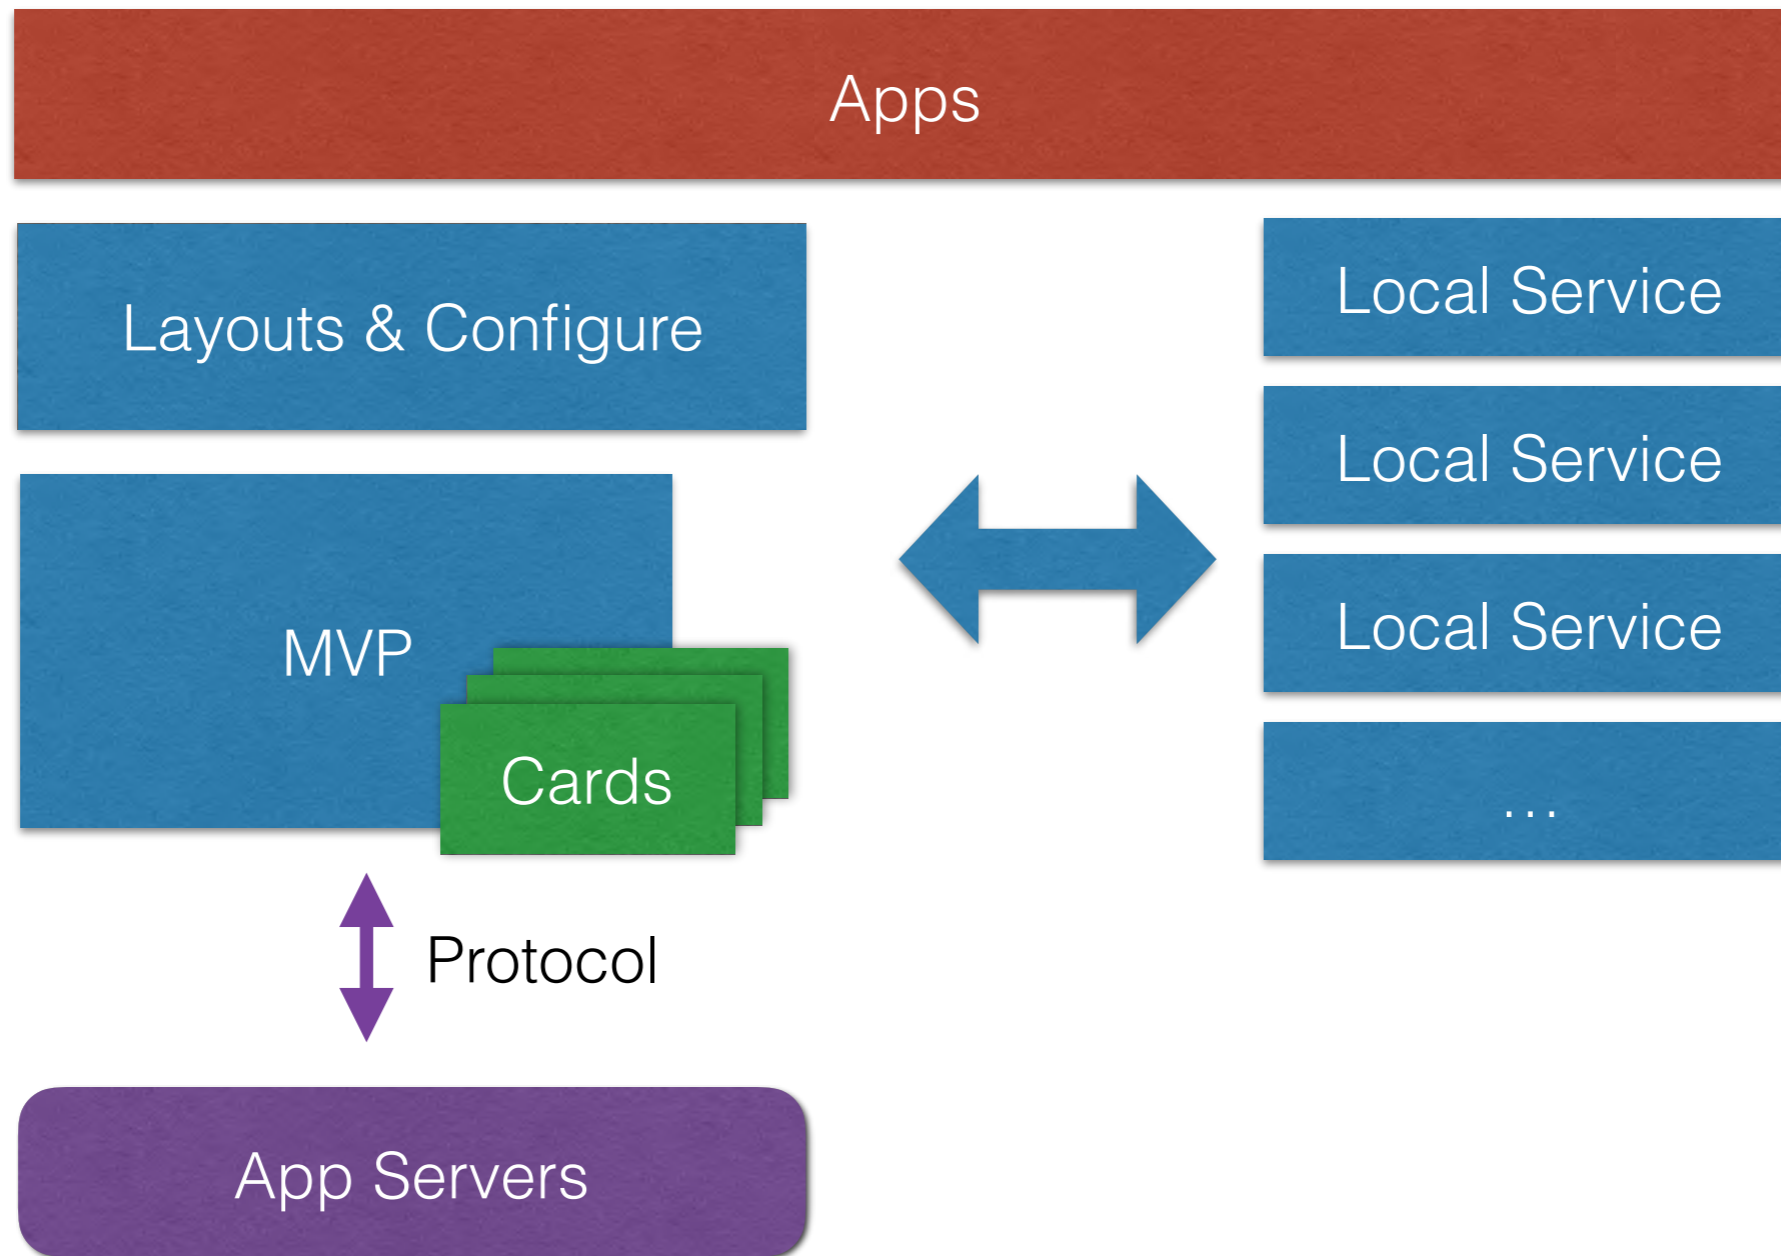 Apps
Layouts & Configure
MVP
Cards
Protocol
App Servers
Local Service
Local Service
Local Service
...